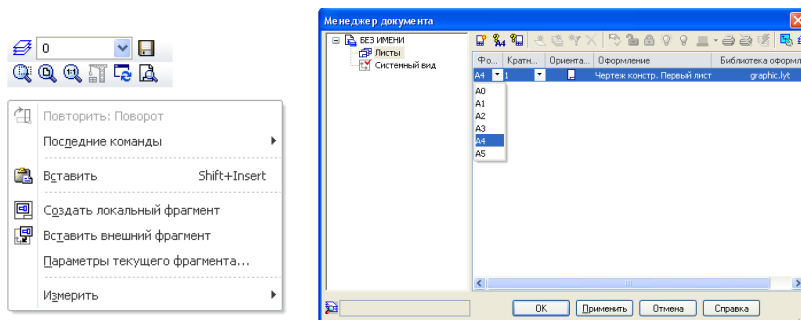 0
Повторить: Поворот
Последние команды
Вставить Shift+Insert
Создать локальный фрагмент
Вставить внешний фрагмент
Параметры текущего фрагмента...
Измерить
Менеджер документа
БЕЗ ИМЕНИ
Листы
Системный вид
Фо... Кратн... Ориента... Оформление Библиотека оформл
A4 1 Чертеж констр. Первый лист graphic.lyt
A0
A1
A2
A3
A4
A5
OK Применить Отмена Справка